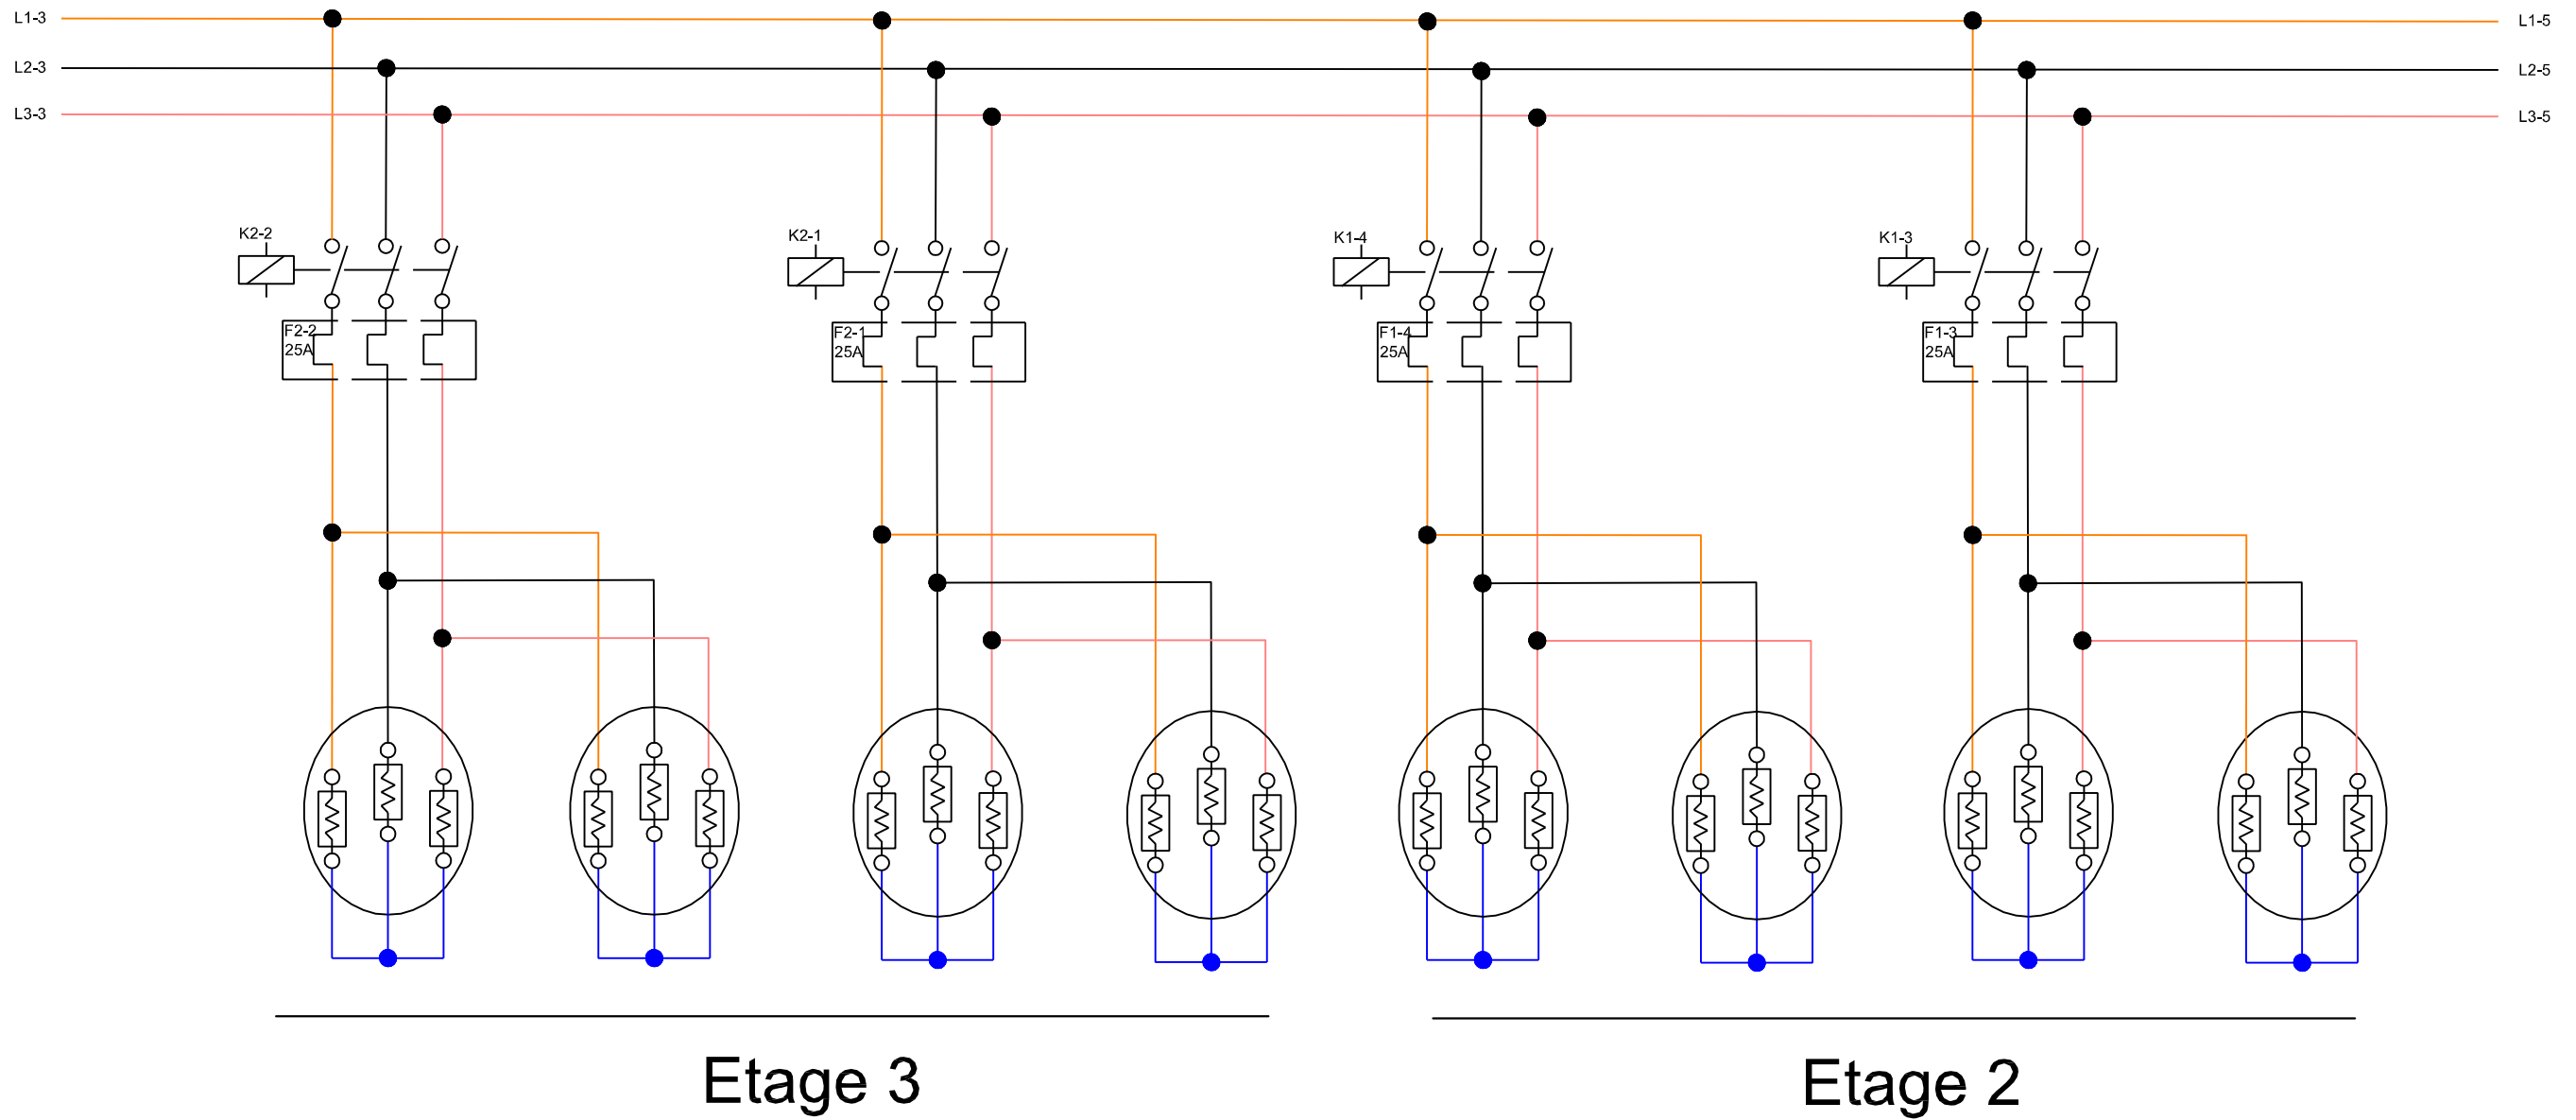 L1-3
L1-5
L2-3
L2-5
L3-3
L3-5
K2-2
K2-1
K1-4
K1-3
F2-2
25A
F2-1
25A
F1-4
25A
F1-3
25A
Etage 3
Etage 2